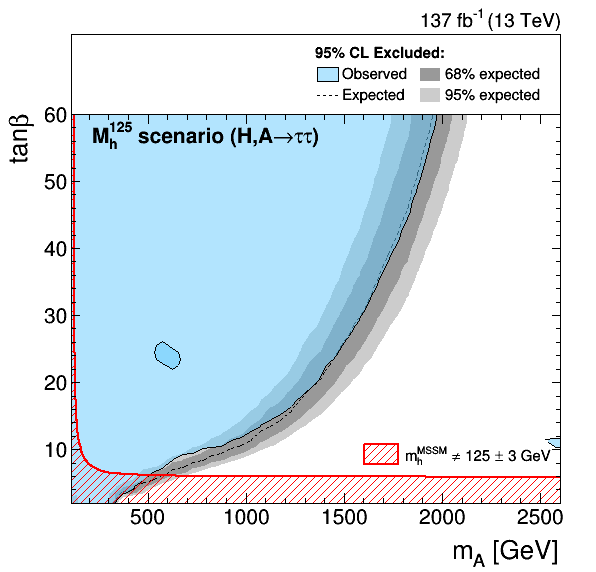 137 fb⁻¹ (13 TeV)
95% CL Excluded:
Observed 68% expected
Expected 95% expected
tanβ
M_h^125 scenario (H,A→ττ)
60
50
40
30
20
10
m_h^MSSM ≠ 125 ± 3 GeV
500 1000 1500 2000 2500
m_A [GeV]